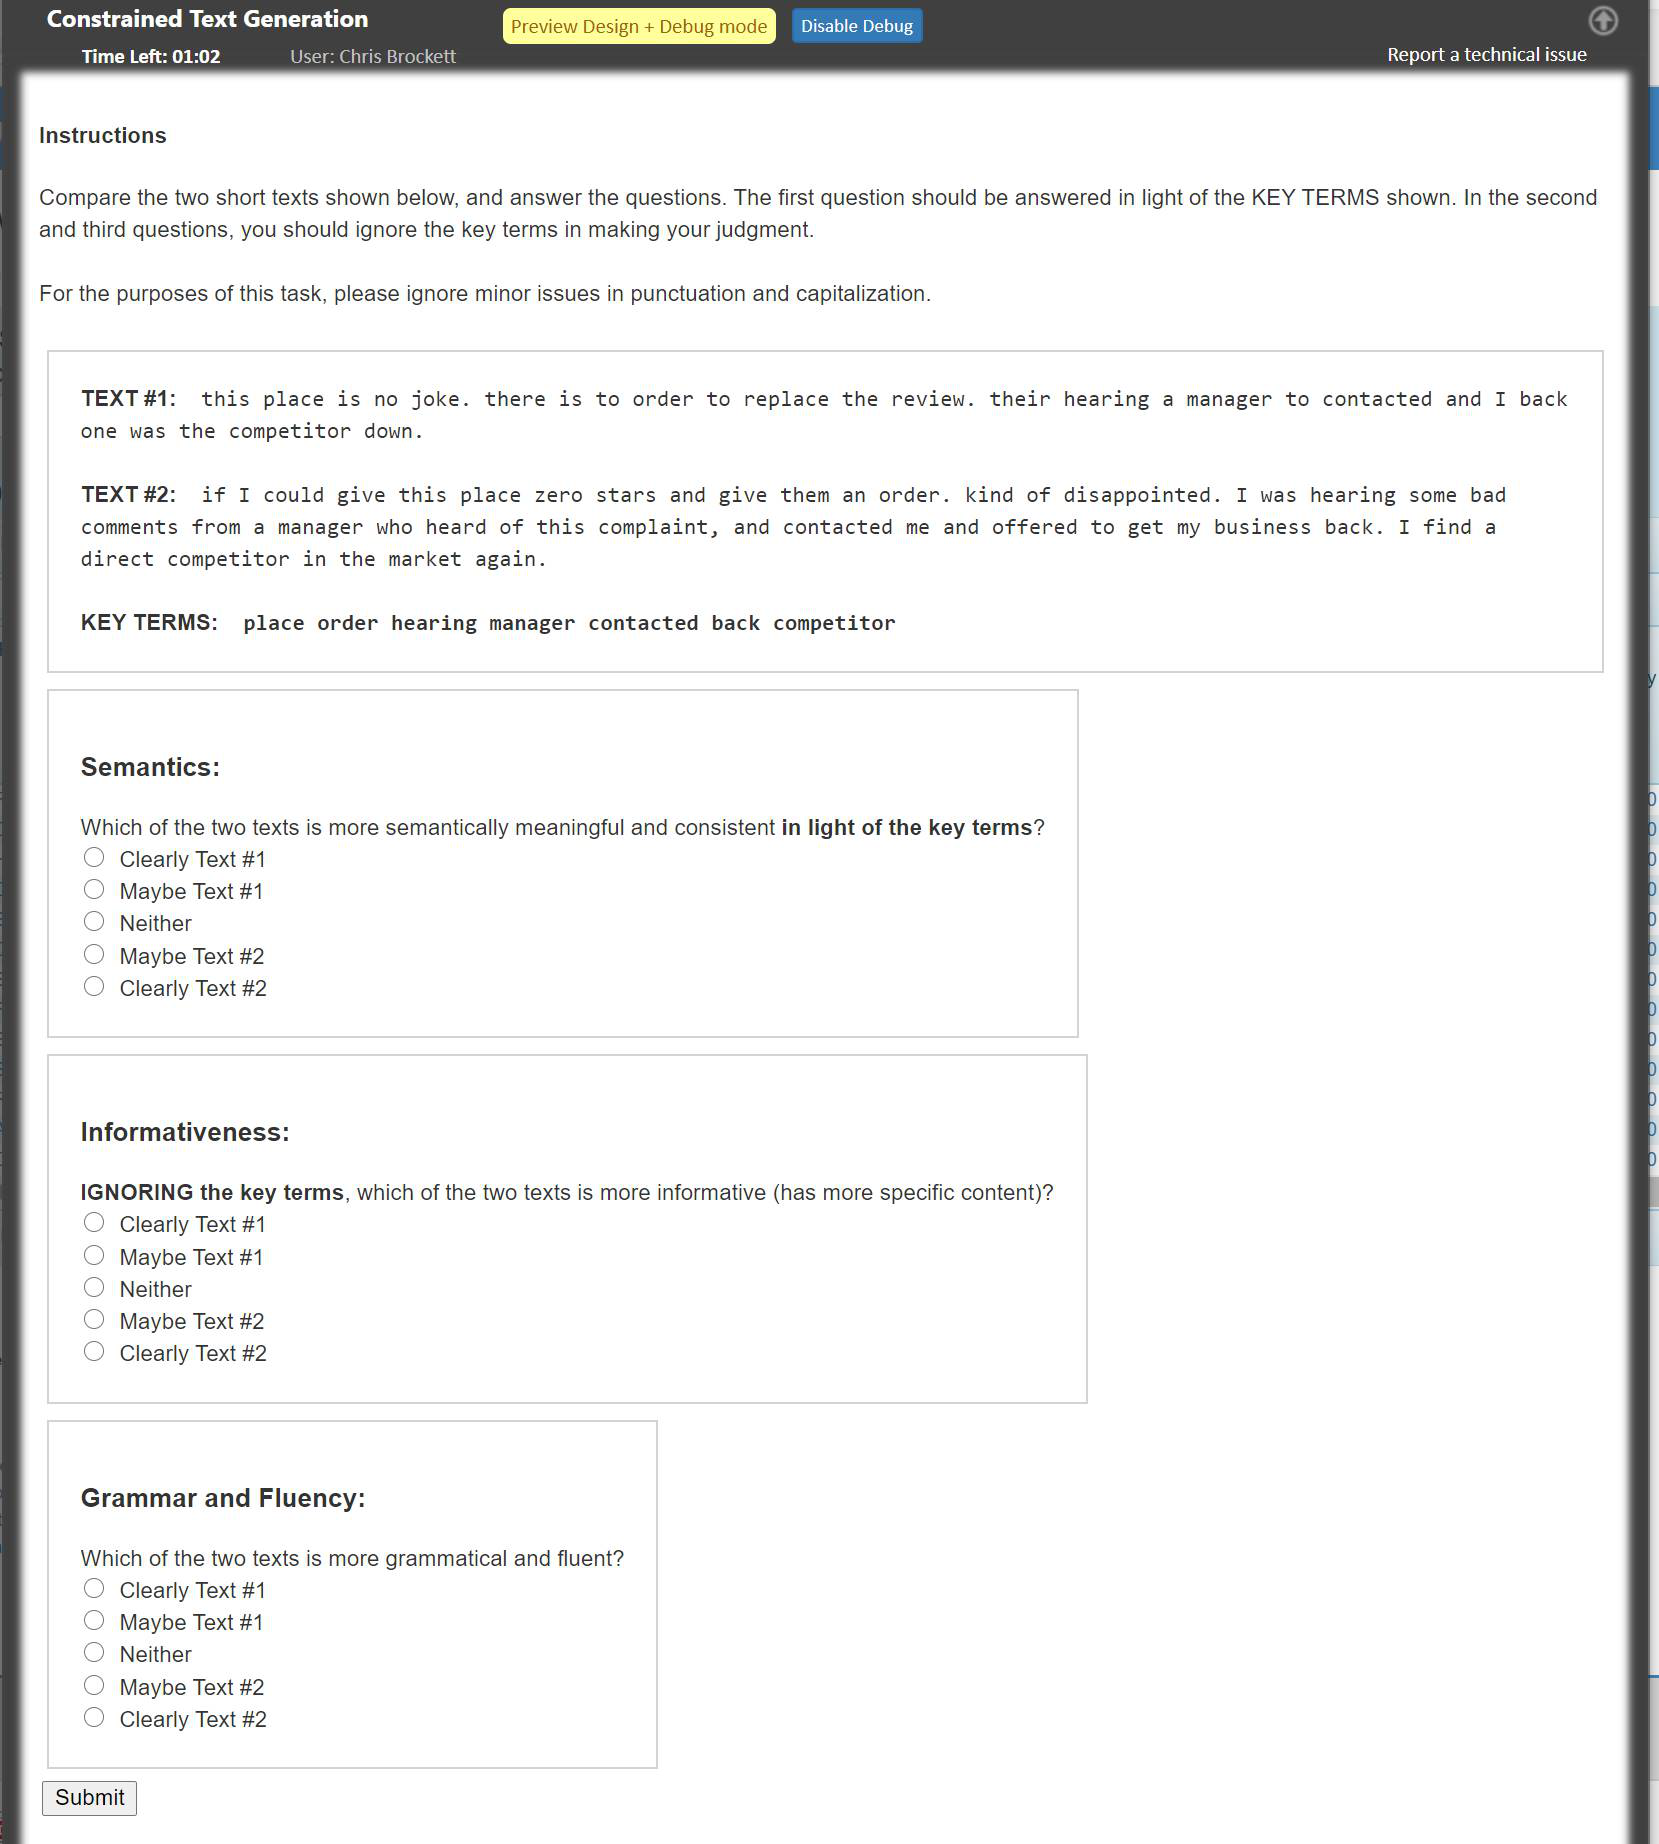 Constrained Text Generation
Preview Design + Debug mode
Disable Debug
Time Left: 01:02
User: Chris Brockett
Report a technical issue
Instructions
Compare the two short texts shown below, and answer the questions. The first question should be answered in light of the KEY TERMS shown. In the second
and third questions, you should ignore the key terms in making your judgment.
For the purposes of this task, please ignore minor issues in punctuation and capitalization.
TEXT #1: this place is no joke. there is to order to replace the review. their hearing a manager to contacted and I back
one was the competitor down.
TEXT #2: if I could give this place zero stars and give them an order. kind of disappointed. I was hearing some bad
comments from a manager who heard of this complaint, and contacted me and offered to get my business back. I find a
direct competitor in the market again.
KEY TERMS: place order hearing manager contacted back competitor
Semantics:
Which of the two texts is more semantically meaningful and consistent in light of the key terms?
Clearly Text #1
Maybe Text #1
Neither
Maybe Text #2
Clearly Text #2
Informativeness:
IGNORING the key terms, which of the two texts is more informative (has more specific content)?
Clearly Text #1
Maybe Text #1
Neither
Maybe Text #2
Clearly Text #2
Grammar and Fluency:
Which of the two texts is more grammatical and fluent?
Clearly Text #1
Maybe Text #1
Neither
Maybe Text #2
Clearly Text #2
Submit